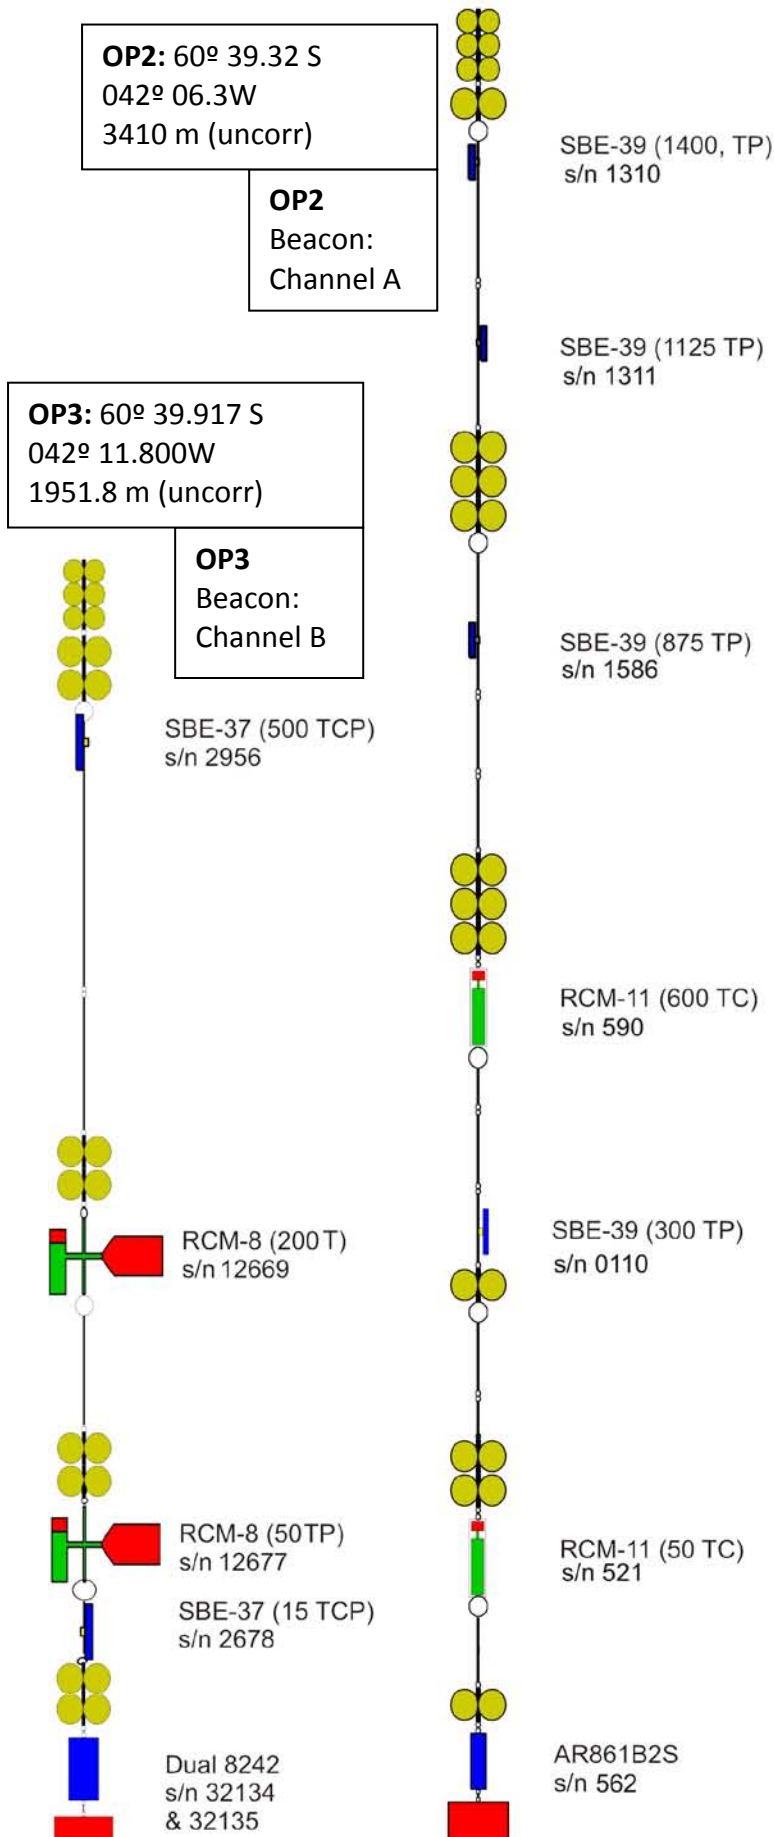 OP2: 60º 39.32 S
042º 06.3W
3410 m (uncorr)
OP2
Beacon:
Channel A
SBE-39 (1400, TP)
s/n 1310
SBE-39 (1125 TP)
s/n 1311
OP3: 60º 39.917 S
042º 11.800W
1951.8 m (uncorr)
OP3
Beacon:
Channel B
SBE-39 (875 TP)
s/n 1586
SBE-37 (500 TCP)
s/n 2956
RCM-11 (600 TC)
s/n 590
RCM-8 (200 T)
s/n 12669
SBE-39 (300 TP)
s/n 0110
RCM-8 (50TP)
s/n 12677
RCM-11 (50 TC)
s/n 521
SBE-37 (15 TCP)
s/n 2678
Dual 8242
s/n 32134
& 32135
AR861B2S
s/n 562